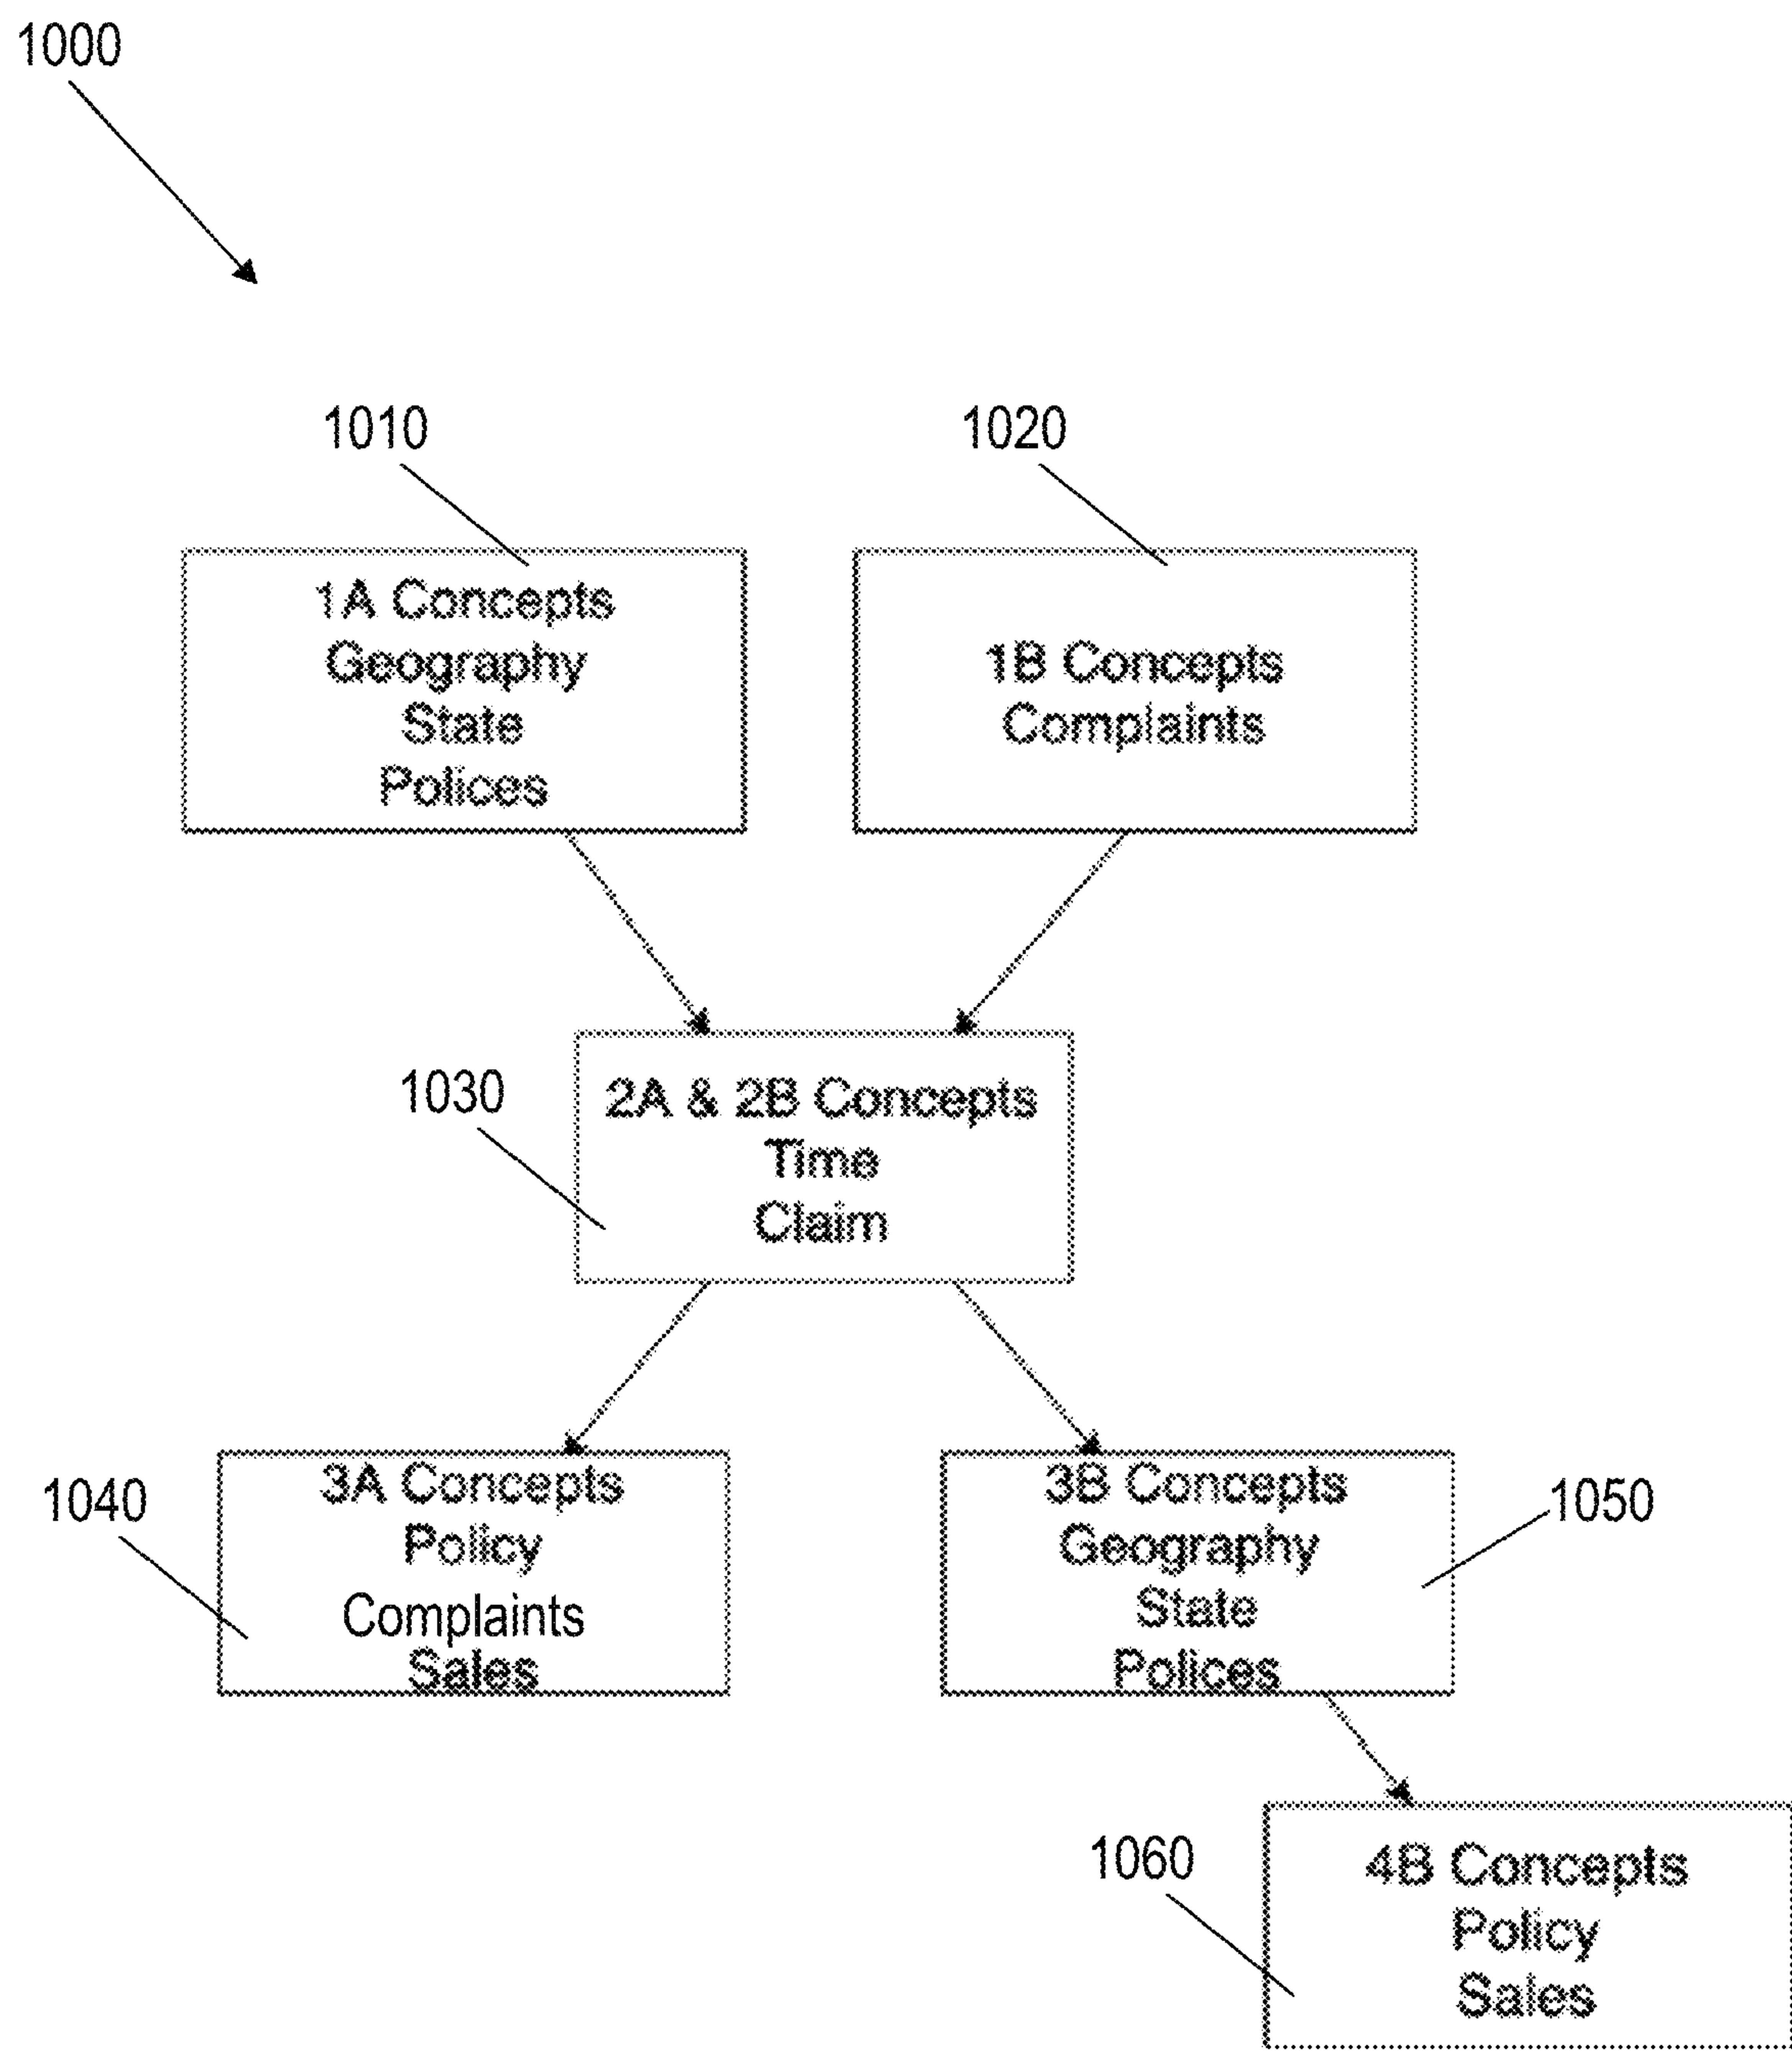 1000
1010
1020
1A Concepts
Geography
State
Polices
1B Concepts
Complaints
1030
2A & 2B Concepts
Time
Claim
1040
3A Concepts
Policy
Complaints
Sales
3B Concepts
Geography
State
Polices
1050
1060
4B Concepts
Policy
Sales